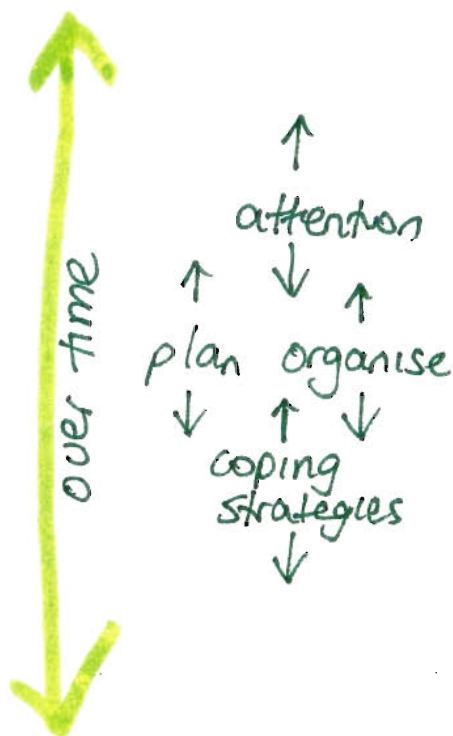 attention
plan organise
coping
strategies
over time